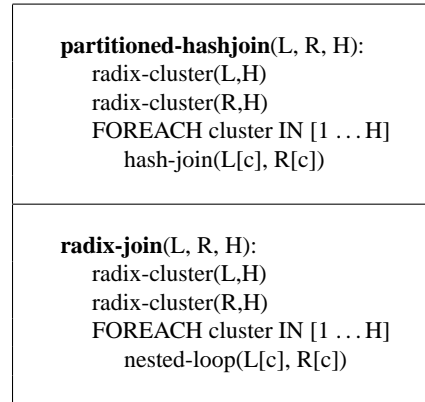 partitioned-hashjoin(L, R, H):
radix-cluster(L,H)
radix-cluster(R,H)
FOREACH cluster IN [1 ... H]
hash-join(L[c], R[c])
radix-join(L, R, H):
radix-cluster(L,H)
radix-cluster(R,H)
FOREACH cluster IN [1 ... H]
nested-loop(L[c], R[c])